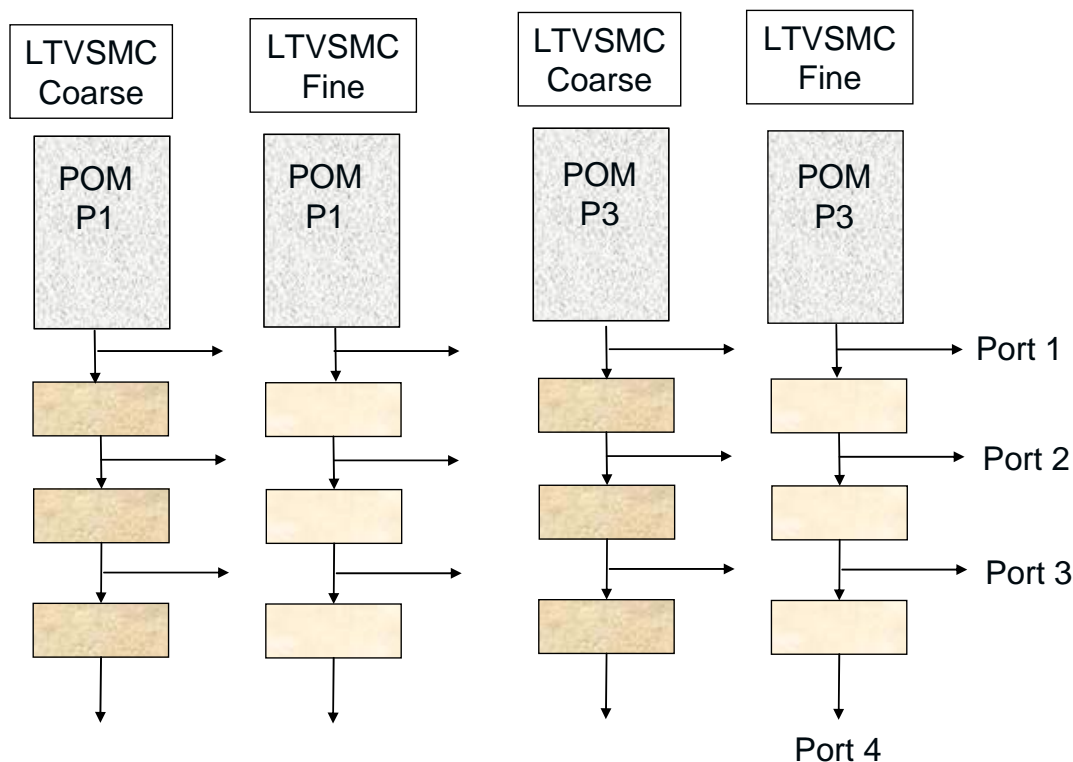 LTVSMC
Coarse
LTVSMC
Fine
LTVSMC
Coarse
LTVSMC
Fine
POM
P1
POM
P1
POM
P3
POM
P3
Port 1
Port 2
Port 3
Port 4